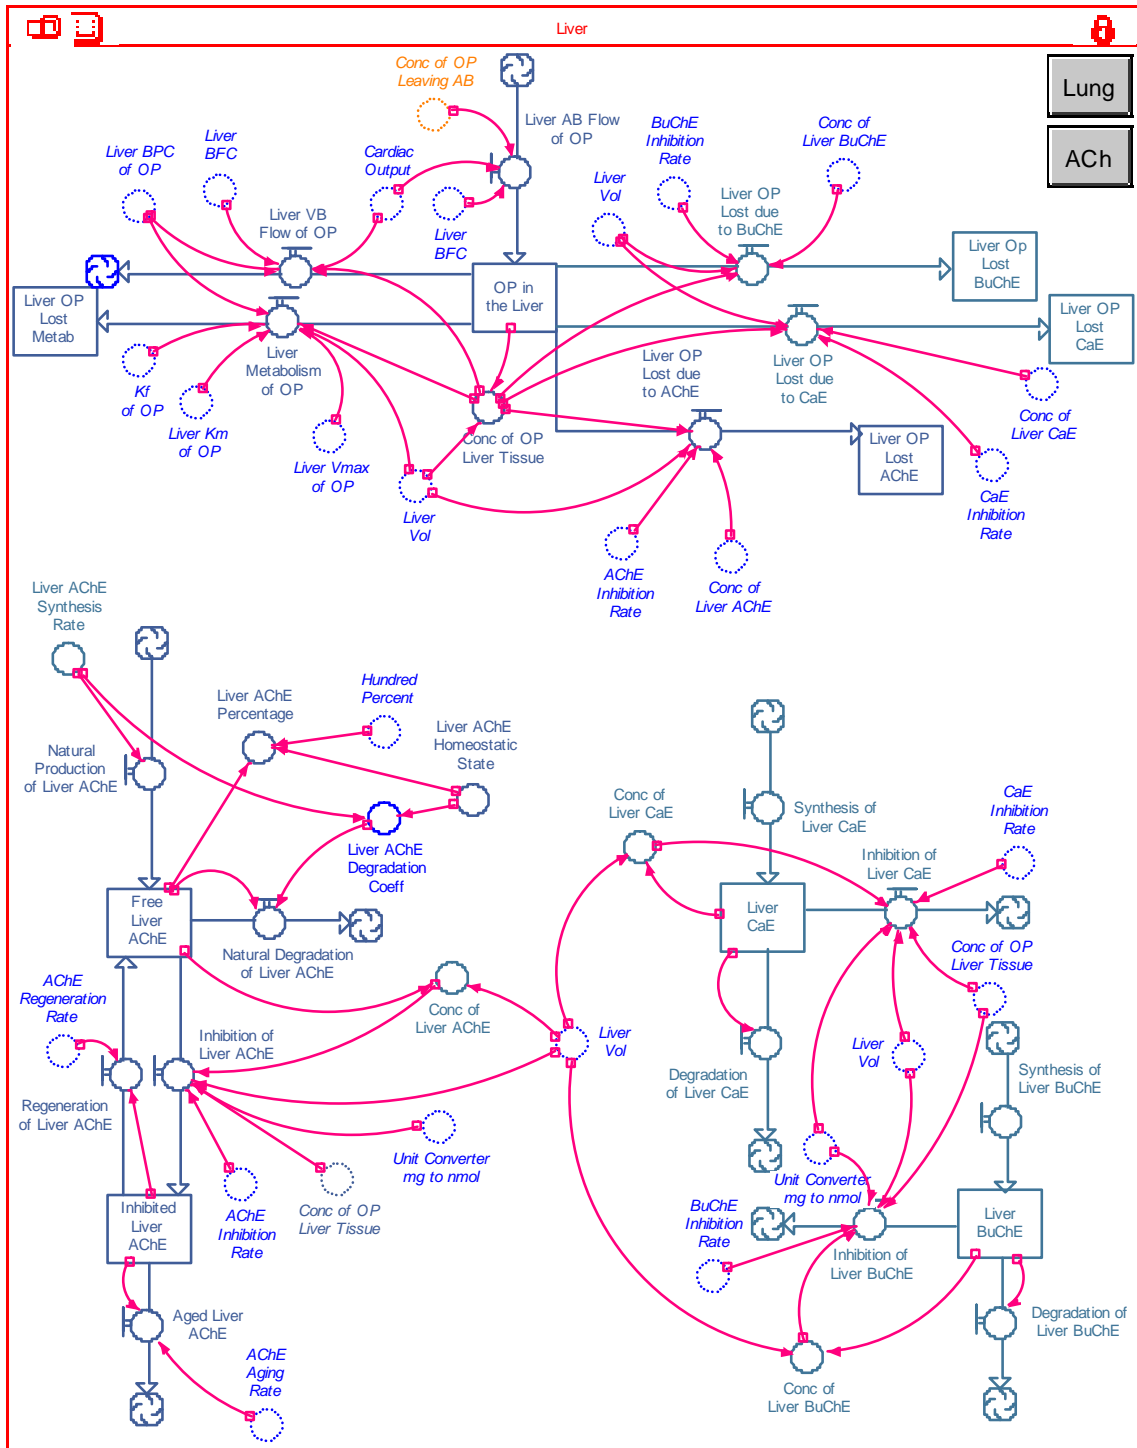 Liver
Lung
ACh
Conc of OP
Leaving AB
Liver AB Flow
of OP
Liver BPC
of OP
Liver
BFC
Cardiac
Output
Liver VB
Flow of OP
Liver
BFC
BuChE
Inhibition
Rate
Conc of
Liver BuChE
Liver
Vol
Liver OP
Lost due
to BuChE
Liver Op
Lost
BuChE
OP in
the Liver
Liver OP
Lost
Metab
Liver
Metabolism
of OP
Liver OP
Lost
CaE
Liver OP
Lost due
to AChE
Liver OP
Lost due
to CaE
Kf
of OP
Liver Km
of OP
Liver Vmax
of OP
Conc of OP
Liver Tissue
Conc of
Liver CaE
Liver OP
Lost
AChE
Liver
Vol
CaE
Inhibition
Rate
AChE
Inhibition
Rate
Conc of
Liver AChE
Liver AChE
Synthesis
Rate
Liver AChE
Percentage
Hundred
Percent
Liver AChE
Homeostatic
State
Natural
Production
of Liver AChE
Liver AChE
Degradation
Coeff
Free
Liver
AChE
Natural Degradation
of Liver AChE
AChE
Regeneration
Rate
Inhibition of
Liver AChE
Conc of
Liver AChE
Liver
Vol
Regeneration
of Liver AChE
Unit Converter
mg to nmol
Inhibited
Liver
AChE
AChE
Inhibition
Rate
Conc of OP
Liver Tissue
Aged Liver
AChE
AChE
Aging
Rate
Conc of
Liver CaE
Synthesis of
Liver CaE
CaE
Inhibition
Rate
Inhibition of
Liver CaE
Liver
CaE
Conc of OP
Liver Tissue
Degradation
of Liver CaE
Liver
Vol
Synthesis of
Liver BuChE
Unit Converter
mg to nmol
BuChE
Inhibition
Rate
Inhibition of
Liver BuChE
Liver
BuChE
Degradation of
Liver BuChE
Conc of
Liver BuChE